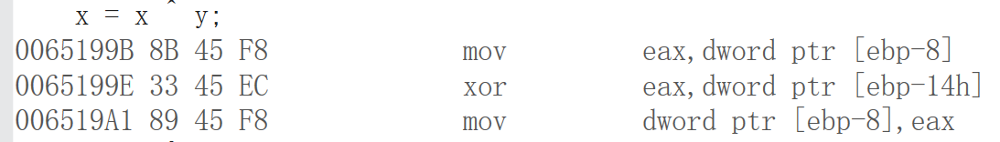 x = x ^ y;
0065199B 8B 45 F8 mov eax,dword ptr [ebp-8]
0065199E 33 45 EC xor eax,dword ptr [ebp-14h]
006519A1 89 45 F8 mov dword ptr [ebp-8],eax